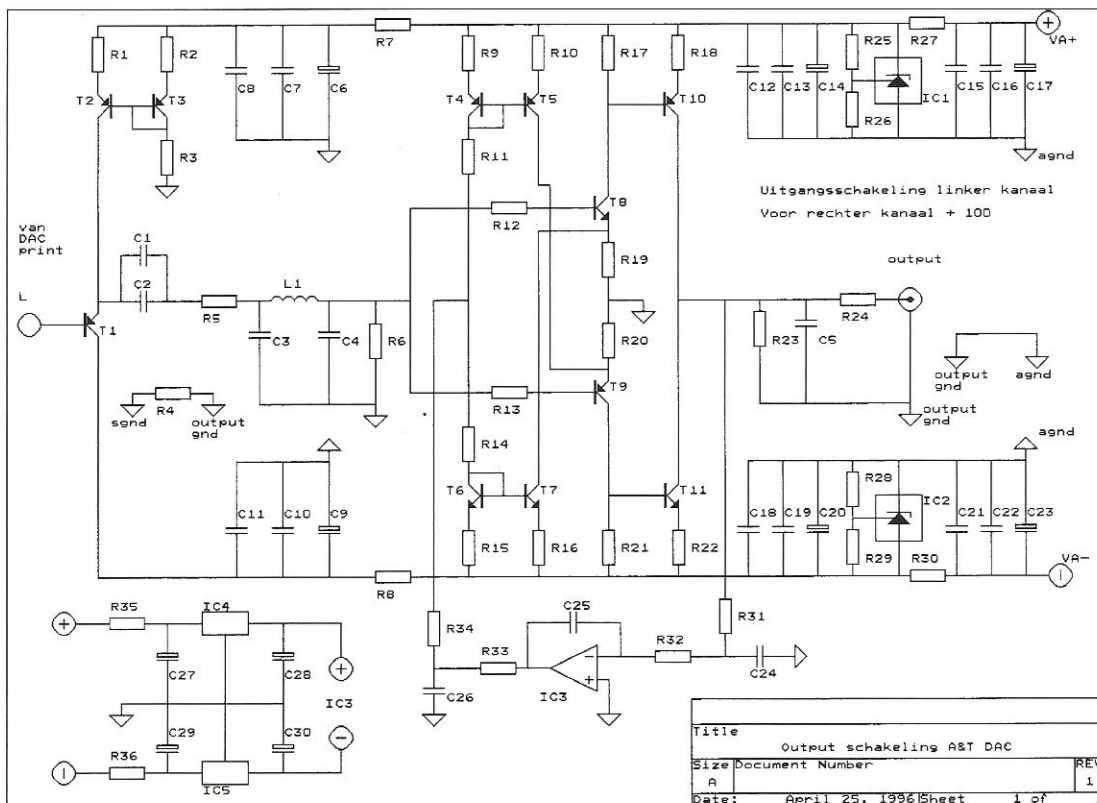 R1
R2
R7
R9
R10
R17
R18
R25
R27
VA+
T2
T3
C8
C7
C6
T4
T5
T10
C12
C13
C14
IC1
C15
C16
C17
R3
R11
R26
agnd
Uitgangsschakeling linker kanaal
Voor rechter kanaal + 100
van
DAC
print
R12
T8
C1
C2
L1
R19
output
L
T1
R5
C3
C4
R6
R20
R23
C5
R24
R4
sgnd
output
gnd
R13
T9
output
gnd
output
gnd
agnd
R14
agnd
C11
C10
C9
T6
T7
T11
C18
C19
C20
R28
IC2
C21
C22
C23
R15
R16
R21
R22
R29
R30
VA-
R8
R35
IC4
C25
R31
R34
R33
R32
C27
C28
IC3
C26
IC3
C24
C29
C30
R36
IC5
Title
Output schakeling A&T DAC
Size
Document Number
REV
A
1
Date:
April 25, 1996
Sheet
1 of